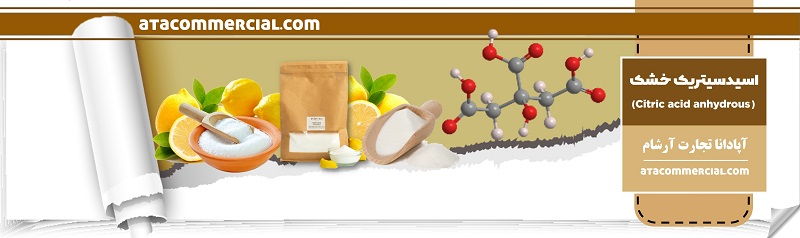 atacommercial.com
اسیدسیتریک خشک
(Citric acid anhydrous)
آپادانا تجارت آرشام
atacommercial.com